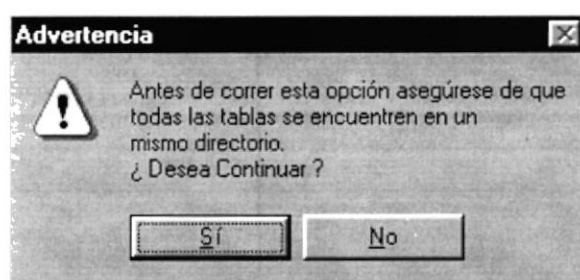 Advertencia
Antes de correr esta opción asegúrese de que
todas las tablas se encuentren en un
mismo directorio.
¿ Desea Continuar ?
Sí
No